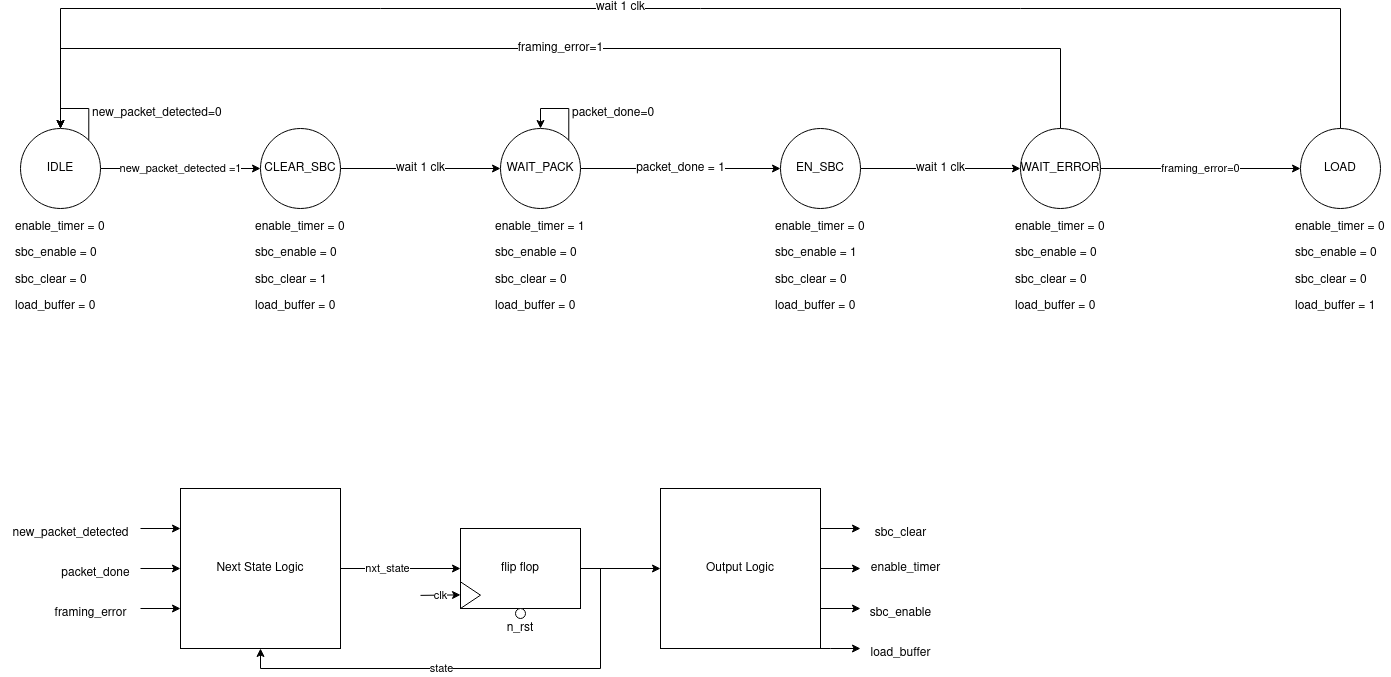 wait 1 clk
framing_error=1
new_packet_detected=0
packet_done=0
IDLE
new_packet_detected =1
CLEAR_SBC
wait 1 clk
WAIT_PACK
packet_done = 1
EN_SBC
wait 1 clk
WAIT_ERROR
framing_error=0
LOAD
enable_timer = 0
sbc_enable = 0
sbc_clear = 0
load_buffer = 0
enable_timer = 0
sbc_enable = 0
sbc_clear = 1
load_buffer = 0
enable_timer = 1
sbc_enable = 0
sbc_clear = 0
load_buffer = 0
enable_timer = 0
sbc_enable = 1
sbc_clear = 0
load_buffer = 0
enable_timer = 0
sbc_enable = 0
sbc_clear = 0
load_buffer = 0
enable_timer = 0
sbc_enable = 0
sbc_clear = 0
load_buffer = 1
new_packet_detected
packet_done
framing_error
Next State Logic
nxt_state
clk
flip flop
n_rst
state
Output Logic
sbc_clear
enable_timer
sbc_enable
load_buffer